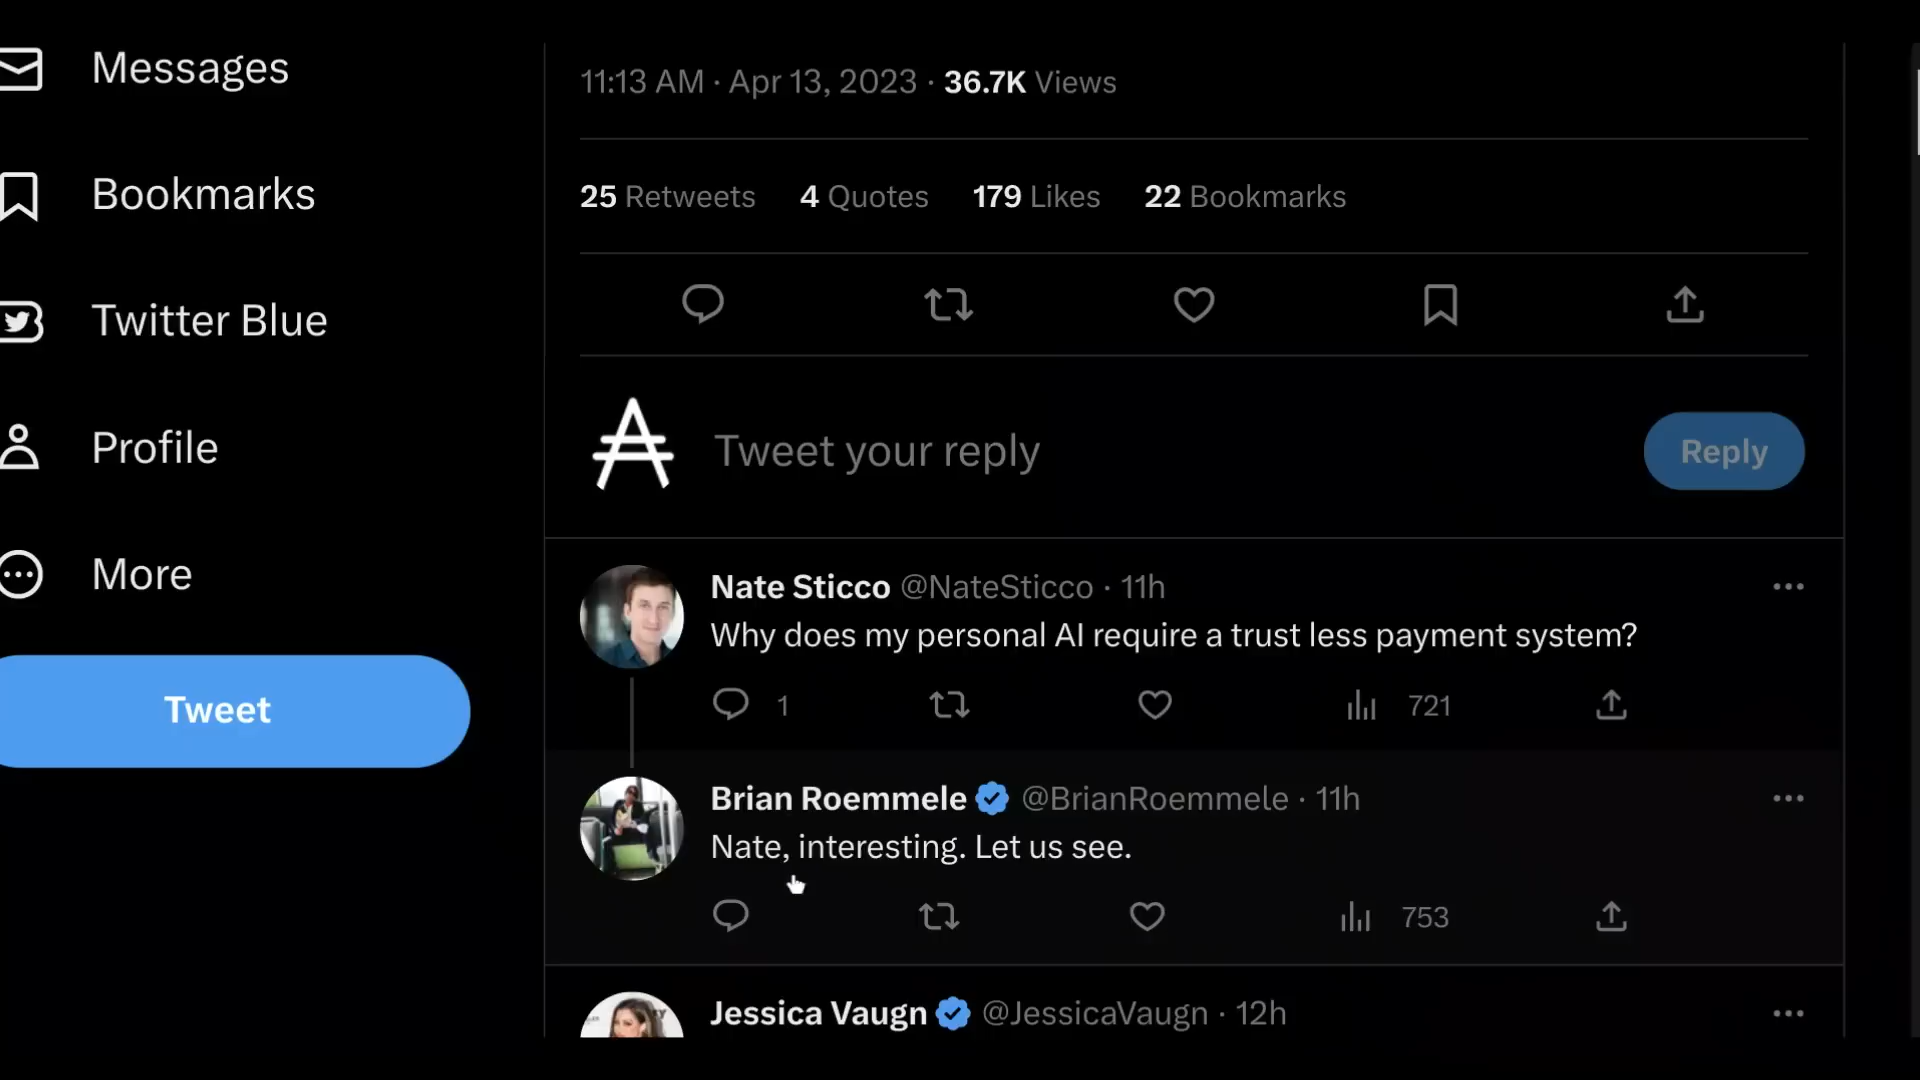 Messages
Bookmarks
Twitter Blue
Profile
More
Tweet
11:13 AM · Apr 13, 2023 · 36.7K Views
25 Retweets 4 Quotes 179 Likes 22 Bookmarks
Tweet your reply
Reply
Nate Sticco @NateSticco · 11h
Why does my personal AI require a trust less payment system?
1 721
Brian Roemmele @BrianRoemmele · 11h
Nate, interesting. Let us see.
753
Jessica Vaugn @JessicaVaugn · 12h